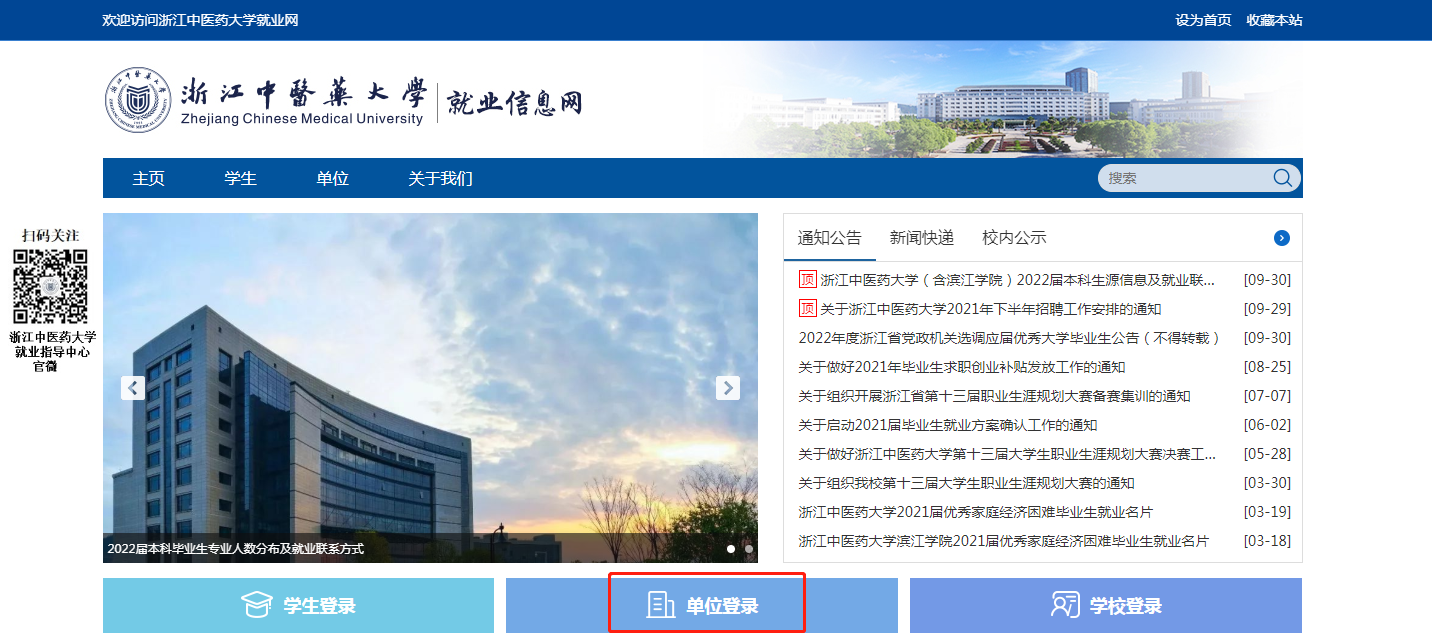 欢迎访问浙江中医药大学就业网
设为首页 收藏本站
浙江中醫藥大學
Zhejiang Chinese Medical University
就业信息网
主页 学生 单位 关于我们
搜索
扫码关注
浙江中医药大学
就业指导中心
官微
2022届本科毕业生专业人数分布及就业联系方式
通知公告 新闻快递 校内公示
顶 浙江中医药大学（含滨江学院）2022届本科生源信息及就业联... [09-30]
顶 关于浙江中医药大学2021年下半年招聘工作安排的通知 [09-29]
2022年度浙江省党政机关选调应届优秀大学毕业生公告（不得转载） [09-30]
关于做好2021年毕业生求职创业补贴发放工作的通知 [08-25]
关于组织开展浙江省第十三届职业生涯规划大赛备赛集训的通知 [07-07]
关于启动2021届毕业生就业方案确认工作的通知 [06-02]
关于做好浙江中医药大学第十三届大学生职业生涯规划大赛决赛工... [05-28]
关于组织我校第十三届大学生职业生涯规划大赛的通知 [03-30]
浙江中医药大学2021届优秀家庭经济困难毕业生就业名片 [03-19]
浙江中医药大学滨江学院2021届优秀家庭经济困难毕业生就业名片 [03-18]
学生登录
单位登录
学校登录